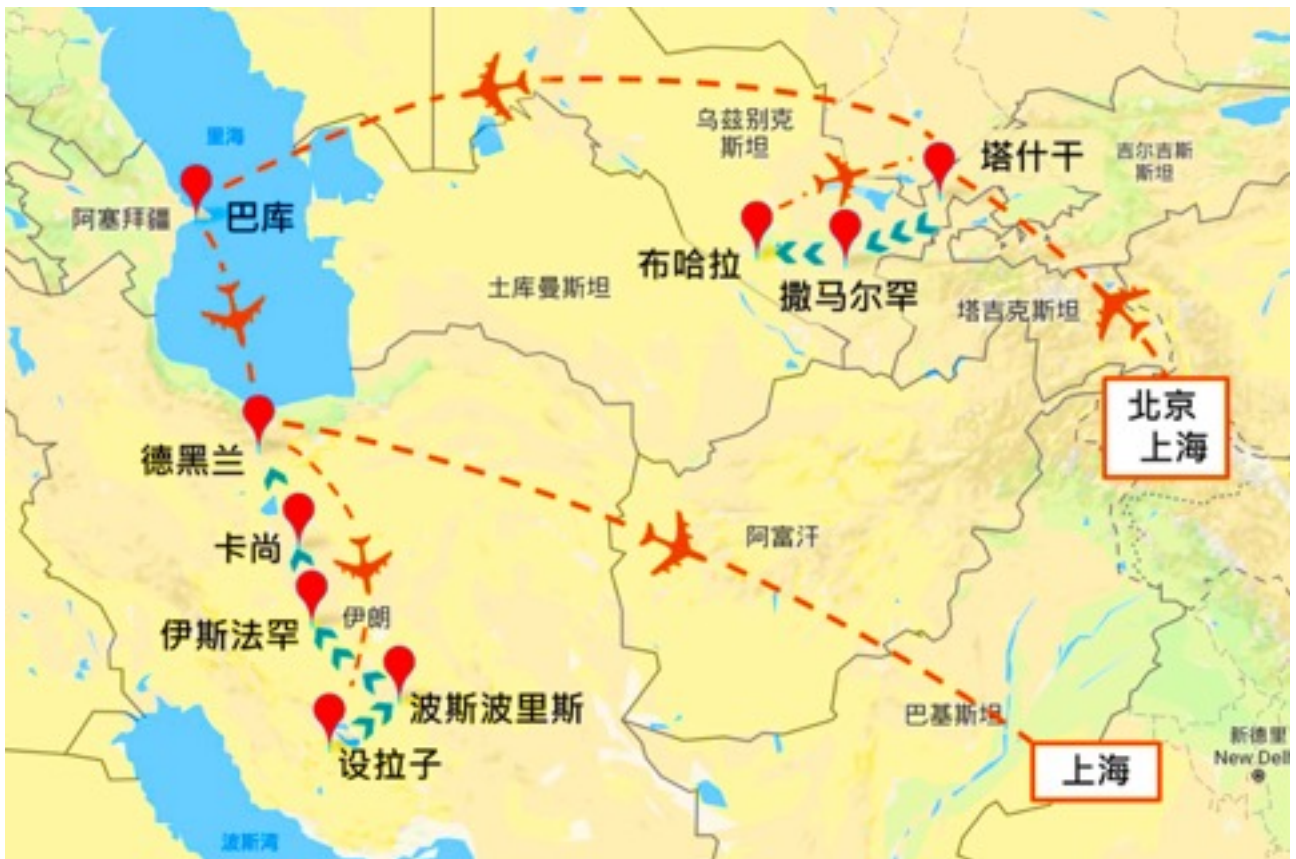 里海
乌兹别克
斯坦
塔什干
吉尔吉斯
斯坦
阿塞拜疆
巴库
布哈拉
撒马尔罕
土库曼斯坦
塔吉克斯坦
北京
上海
德黑兰
卡尚
阿富汗
伊斯法罕
伊朗
波斯波里斯
巴基斯坦
设拉子
上海
新德里
New Delh
波斯湾